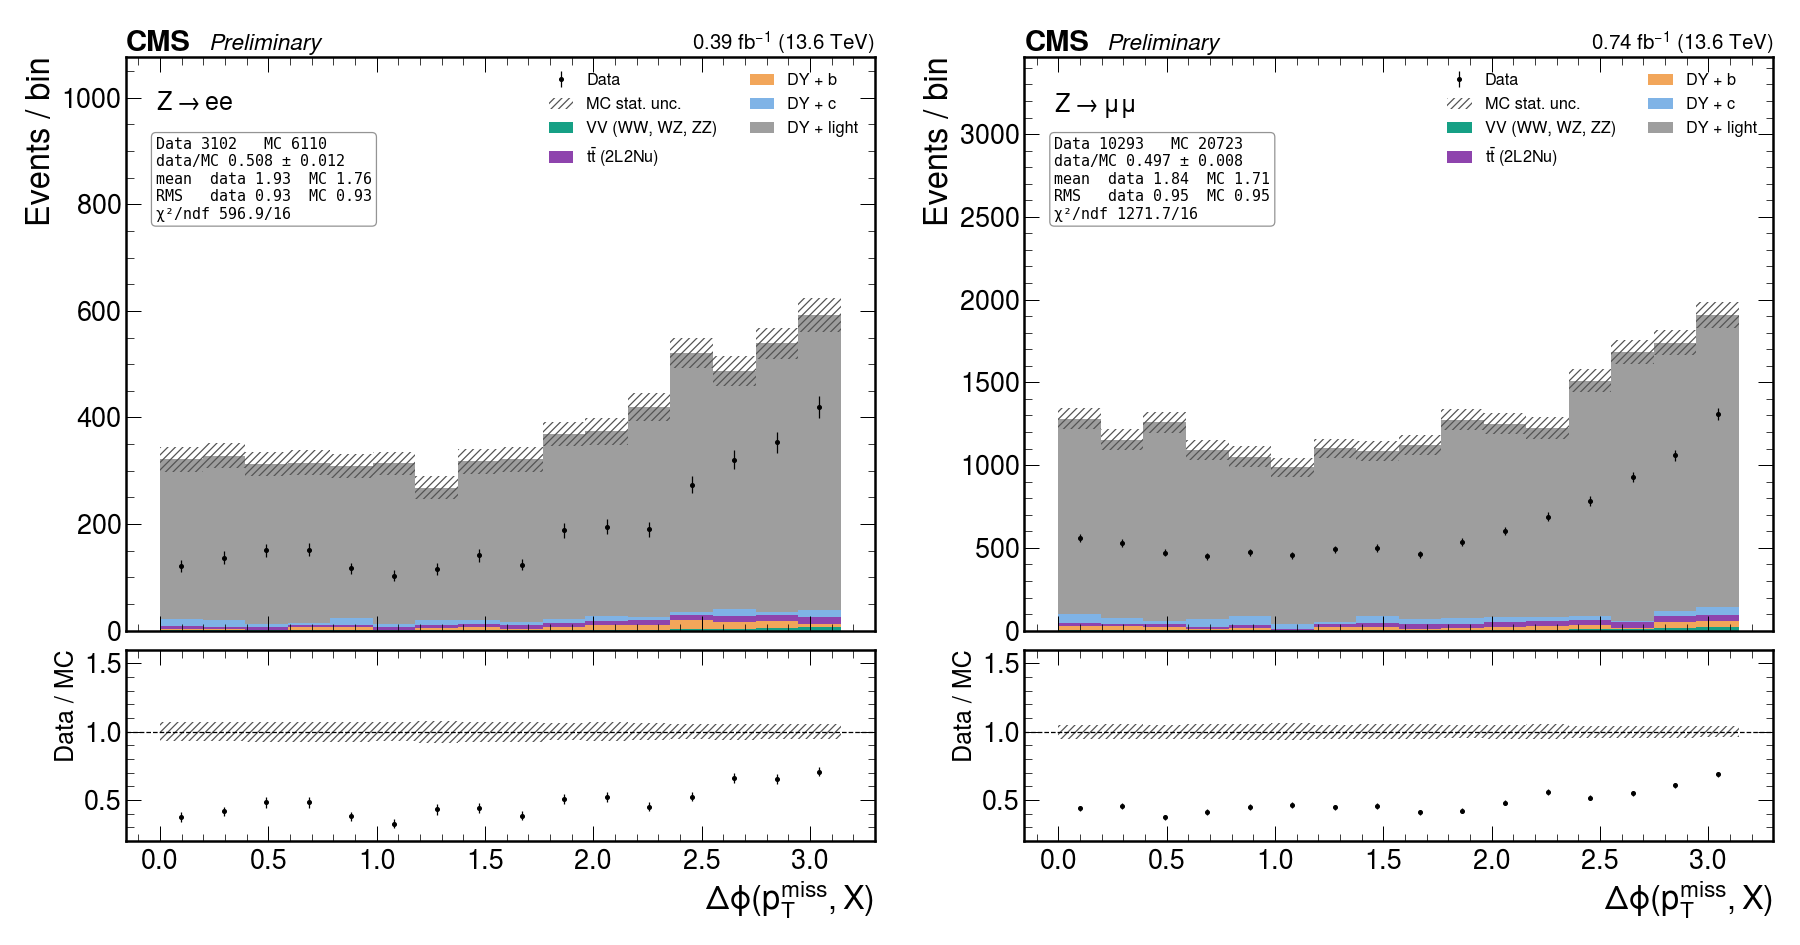 CMS Preliminary 0.39 fb⁻¹ (13.6 TeV)
Events / bin
Z → ee
Data 3102 MC 6110
data/MC 0.508 ± 0.012
mean data 1.93 MC 1.76
RMS data 0.93 MC 0.93
χ²/ndf 596.9/16
Data
MC stat. unc.
VV (WW, WZ, ZZ)
tt̄ (2L2Nu)
DY + b
DY + c
DY + light
1000
800
600
400
200
0
Data / MC
1.5
1.0
0.5
0.0 0.5 1.0 1.5 2.0 2.5 3.0
Δϕ(p_T^miss, X)
CMS Preliminary 0.74 fb⁻¹ (13.6 TeV)
Events / bin
Z → μμ
Data 10293 MC 20723
data/MC 0.497 ± 0.008
mean data 1.84 MC 1.71
RMS data 0.95 MC 0.95
χ²/ndf 1271.7/16
Data
MC stat. unc.
VV (WW, WZ, ZZ)
tt̄ (2L2Nu)
DY + b
DY + c
DY + light
3000
2500
2000
1500
1000
500
0
Data / MC
1.5
1.0
0.5
0.0 0.5 1.0 1.5 2.0 2.5 3.0
Δϕ(p_T^miss, X)